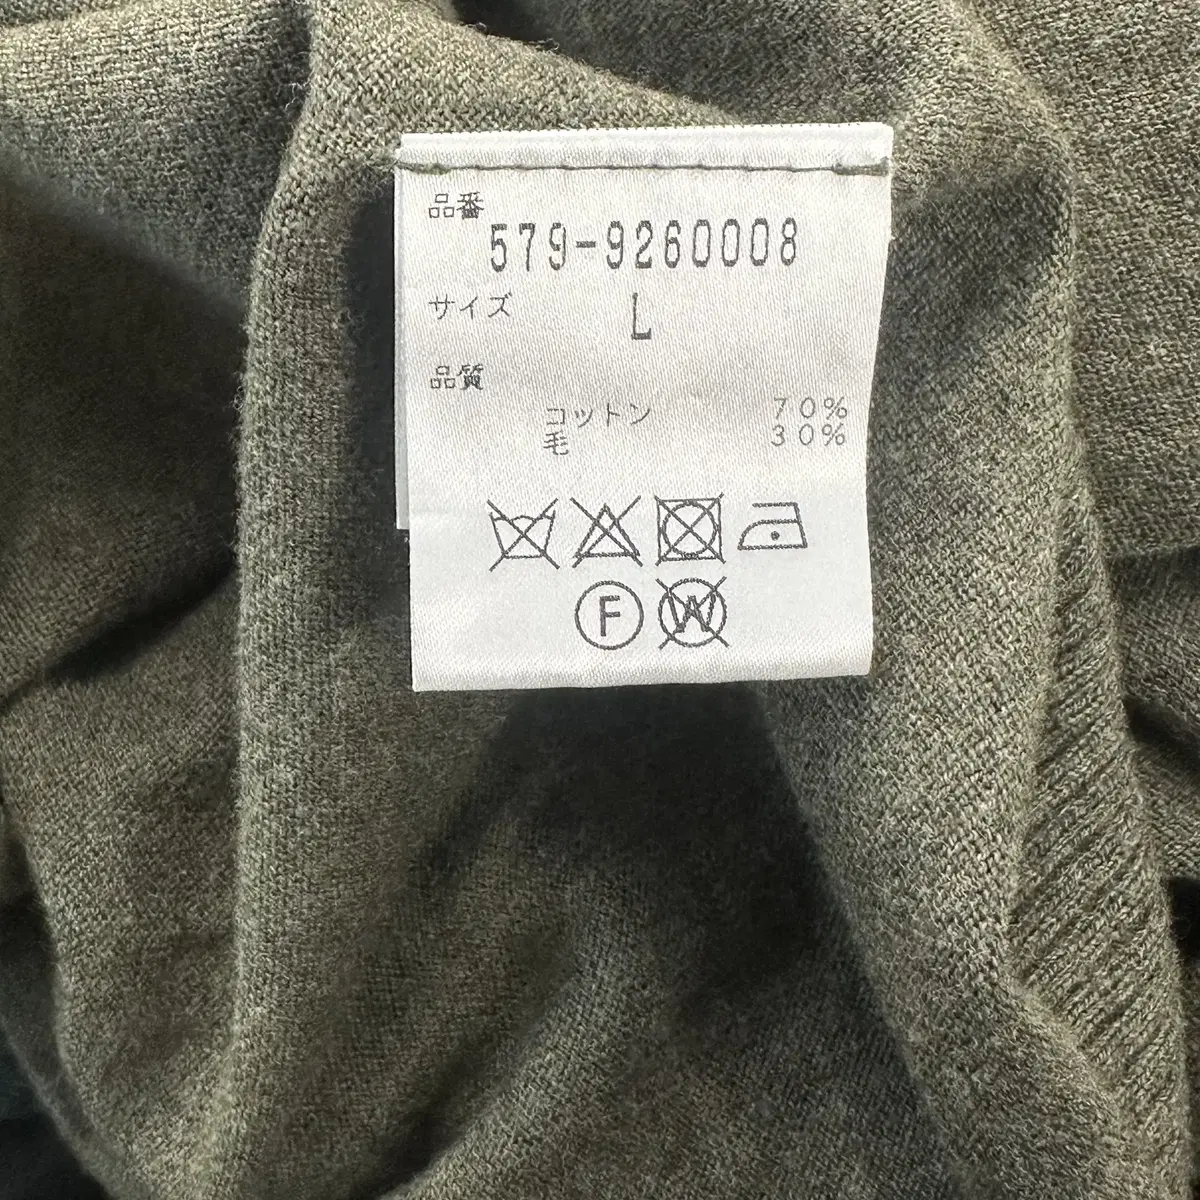 品番
579-9260008
サイズ L
品質
コットン 70%
毛 30%
F W